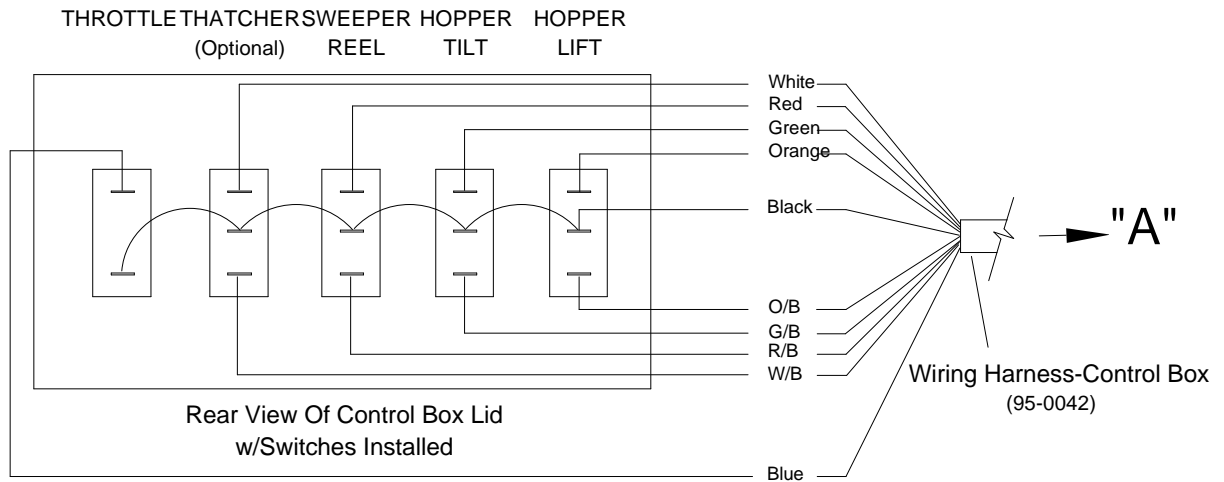 THROTTLE THATCHER SWEEPER HOPPER HOPPER
(Optional) REEL TILT LIFT
White
Red
Green
Orange
Black
"A"
O/B
G/B
R/B
W/B
Wiring Harness-Control Box
(95-0042)
Rear View Of Control Box Lid
w/Switches Installed
Blue